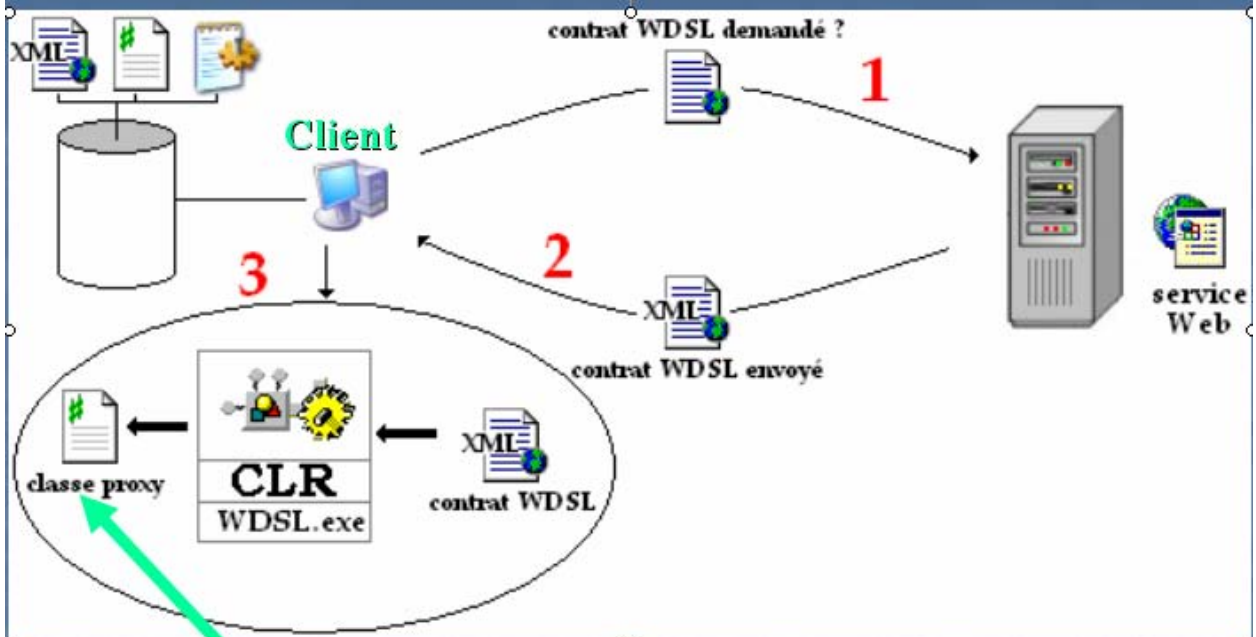 contrat WDSL demandé ?
XML
1
Client
2
3
XML
contrat WDSL envoyé
service
Web
XML
classe proxy
CLR
WDSL.exe
contrat WDSL